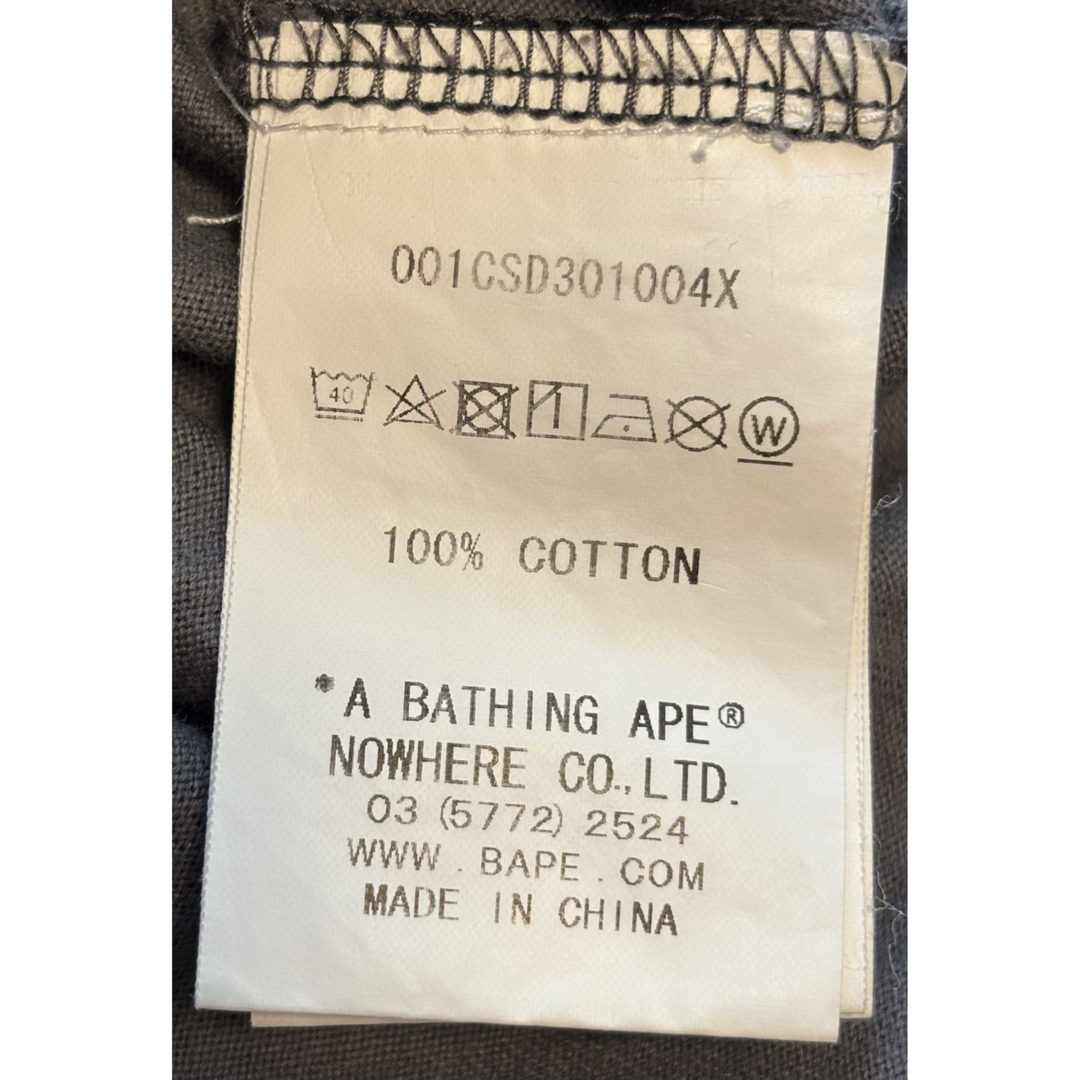 001CSD301004X
40
W
100% COTTON
*A BATHING APE®
NOWHERE CO.,LTD.
03 (5772) 2524
WWW.BAPE.COM
MADE IN CHINA